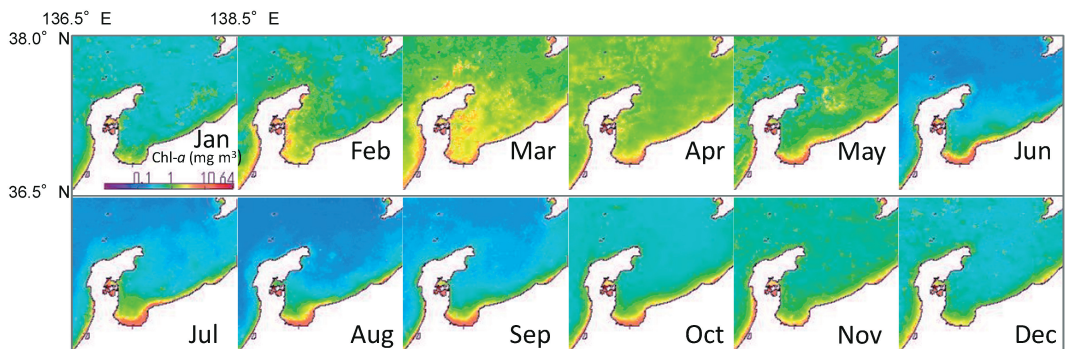 136.5° E 138.5° E
38.0° N
Jan
Feb
Mar
Apr
May
Jun
Chl-a (mg m³)
0.1 1 10 64
36.5° N
Jul
Aug
Sep
Oct
Nov
Dec